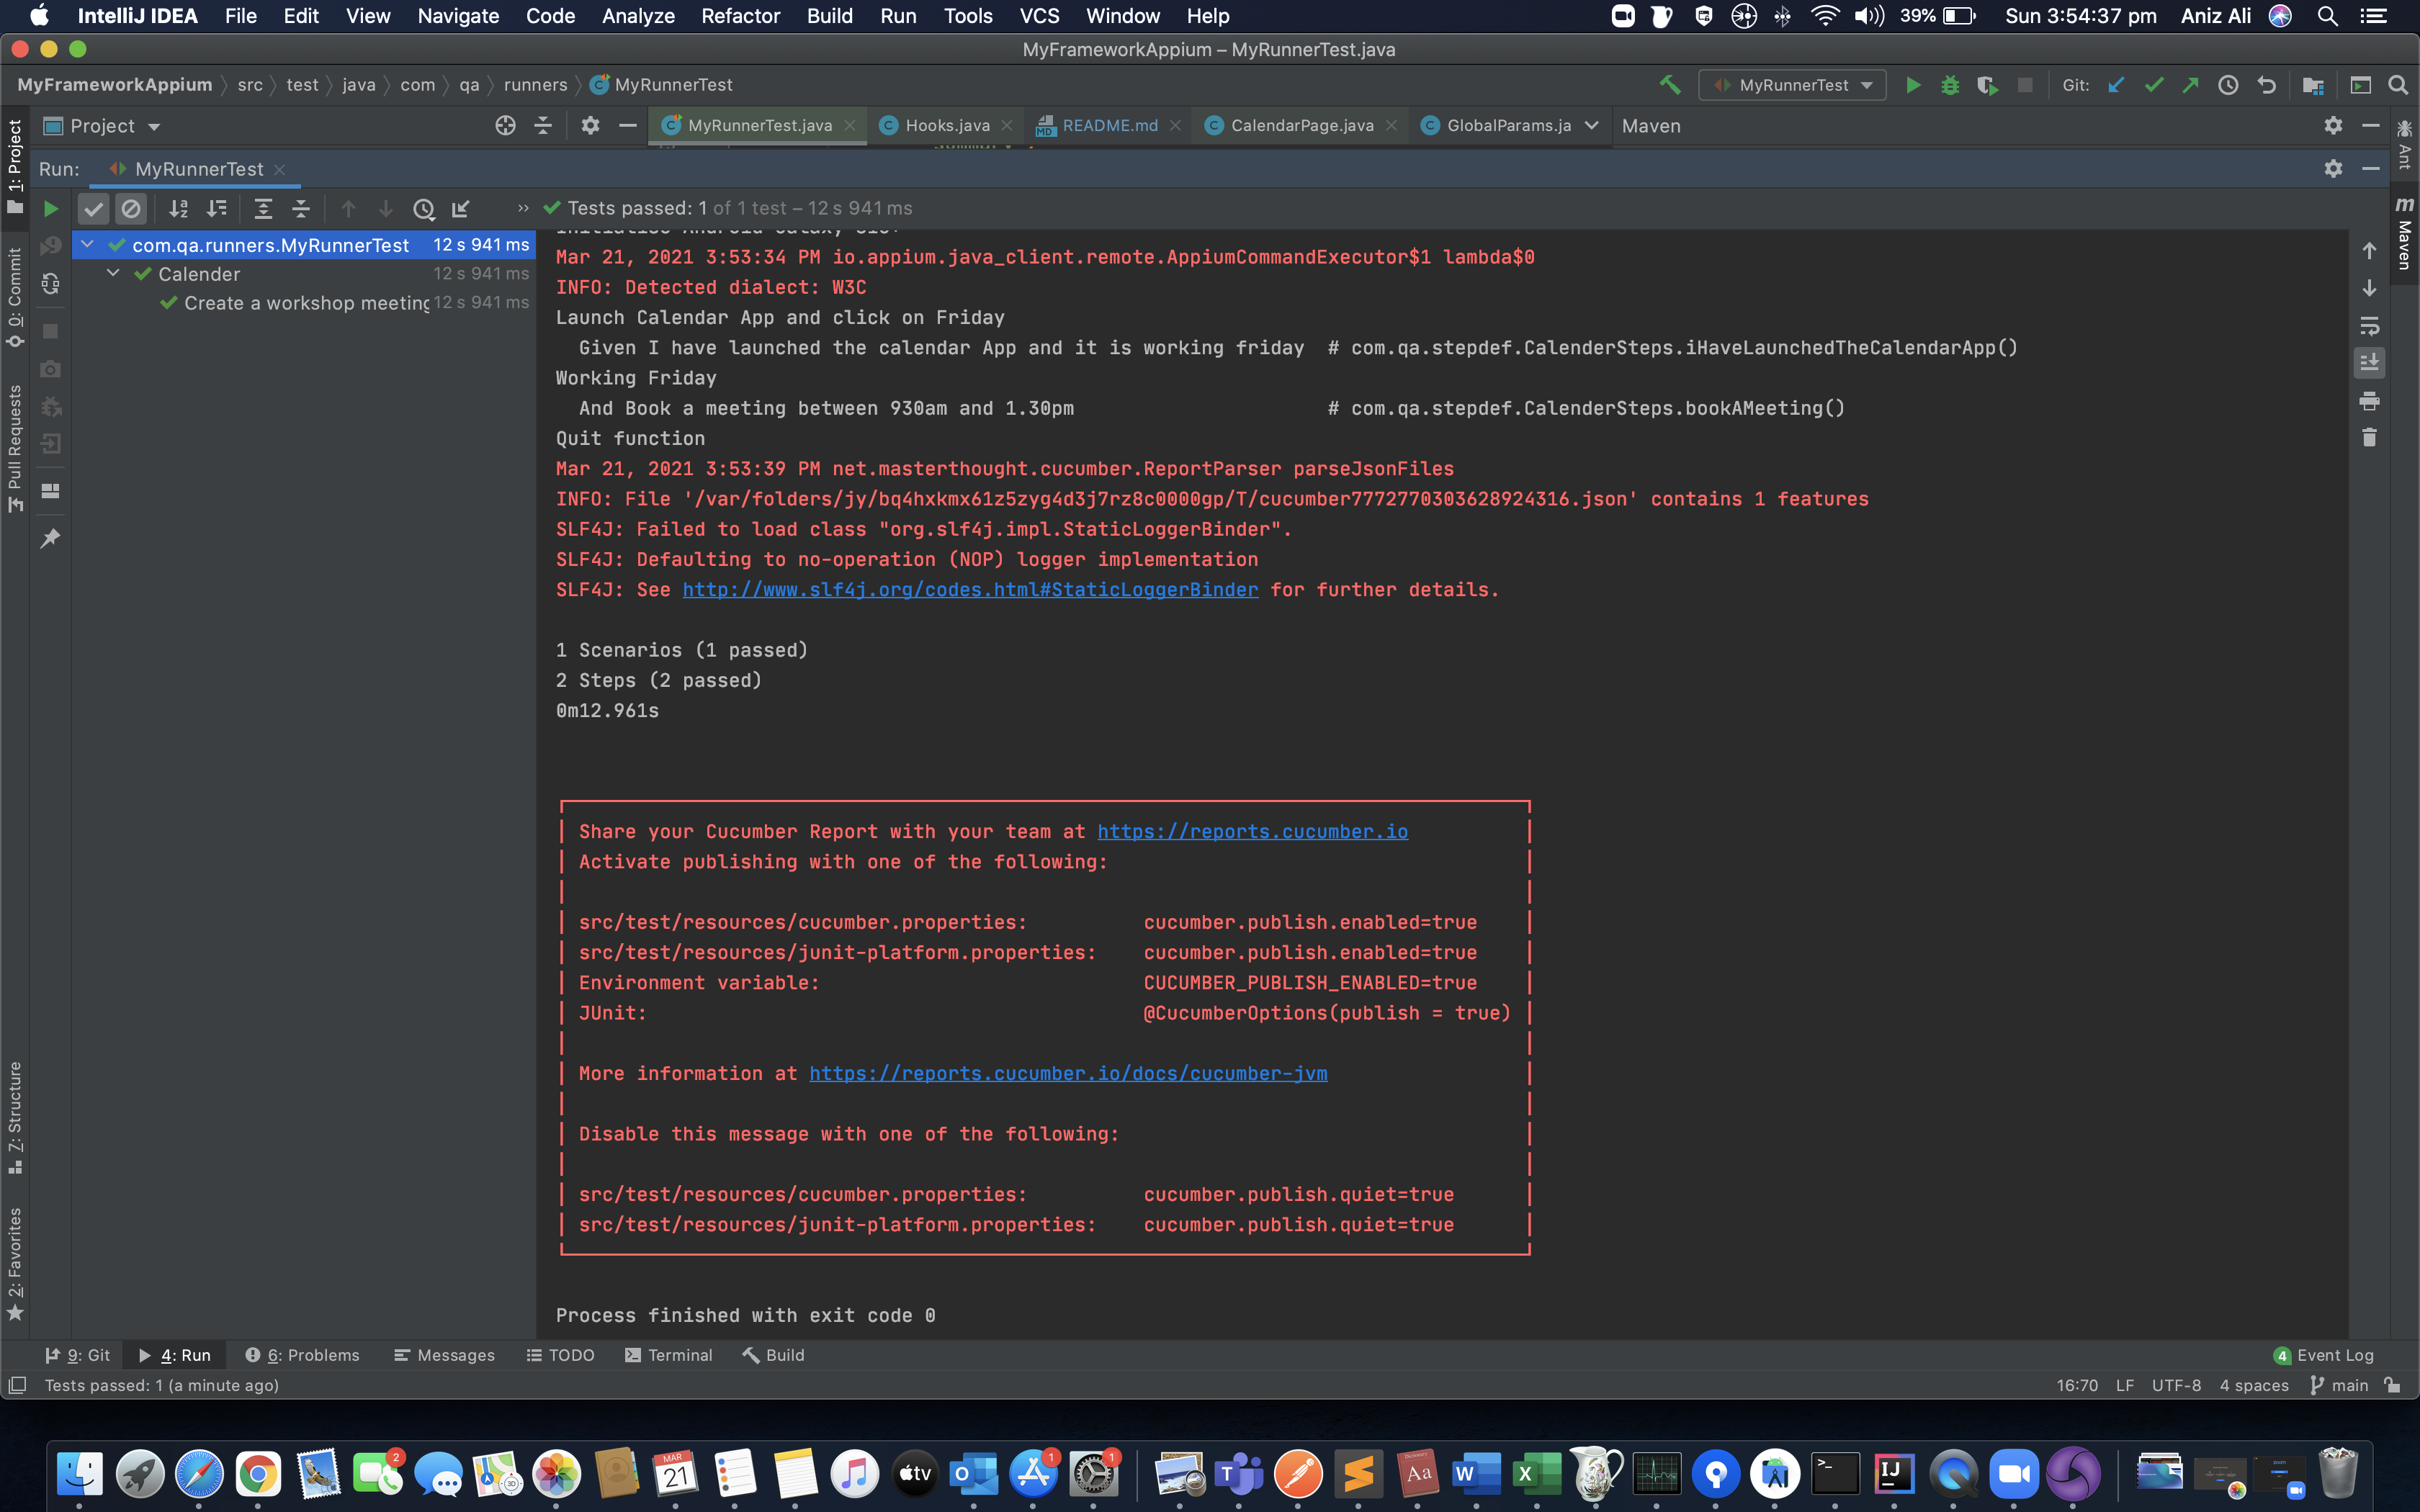 IntelliJ IDEA File Edit View Navigate Code Analyze Refactor Build Run Tools VCS Window Help 39% Sun 3:54:37 pm Aniz Ali
MyFrameworkAppium – MyRunnerTest.java
MyFrameworkAppium src test java com qa runners MyRunnerTest MyRunnerTest Git:
Project MyRunnerTest.java Hooks.java README.md CalendarPage.java GlobalParams.ja Maven
Run: MyRunnerTest
Tests passed: 1 of 1 test – 12 s 941 ms
com.qa.runners.MyRunnerTest 12 s 941 ms
Calender 12 s 941 ms
Create a workshop meeting 12 s 941 ms
Mar 21, 2021 3:53:34 PM io.appium.java_client.remote.AppiumCommandExecutor$1 lambda$0
INFO: Detected dialect: W3C
Launch Calendar App and click on Friday
Given I have launched the calendar App and it is working friday # com.qa.stepdef.CalenderSteps.iHaveLaunchedTheCalendarApp()
Working Friday
And Book a meeting between 930am and 1.30pm # com.qa.stepdef.CalenderSteps.bookAMeeting()
Quit function
Mar 21, 2021 3:53:39 PM net.masterthought.cucumber.ReportParser parseJsonFiles
INFO: File '/var/folders/jy/bq4hxkmx61z5zyg4d3j7rz8c0000gp/T/cucumber7772770303628924316.json' contains 1 features
SLF4J: Failed to load class "org.slf4j.impl.StaticLoggerBinder".
SLF4J: Defaulting to no-operation (NOP) logger implementation
SLF4J: See http://www.slf4j.org/codes.html#StaticLoggerBinder for further details.
1 Scenarios (1 passed)
2 Steps (2 passed)
0m12.961s
Share your Cucumber Report with your team at https://reports.cucumber.io
Activate publishing with one of the following:
src/test/resources/cucumber.properties: cucumber.publish.enabled=true
src/test/resources/junit-platform.properties: cucumber.publish.enabled=true
Environment variable: CUCUMBER_PUBLISH_ENABLED=true
JUnit: @CucumberOptions(publish = true)
More information at https://reports.cucumber.io/docs/cucumber-jvm
Disable this message with one of the following:
src/test/resources/cucumber.properties: cucumber.publish.quiet=true
src/test/resources/junit-platform.properties: cucumber.publish.quiet=true
Process finished with exit code 0
1: Project
0: Commit
Pull Requests
7: Structure
2: Favorites
Ant
Maven
9: Git 4: Run 6: Problems Messages TODO Terminal Build 4 Event Log
Tests passed: 1 (a minute ago) 16:70 LF UTF-8 4 spaces main
2 MAR 21 tv 1 1 Aa